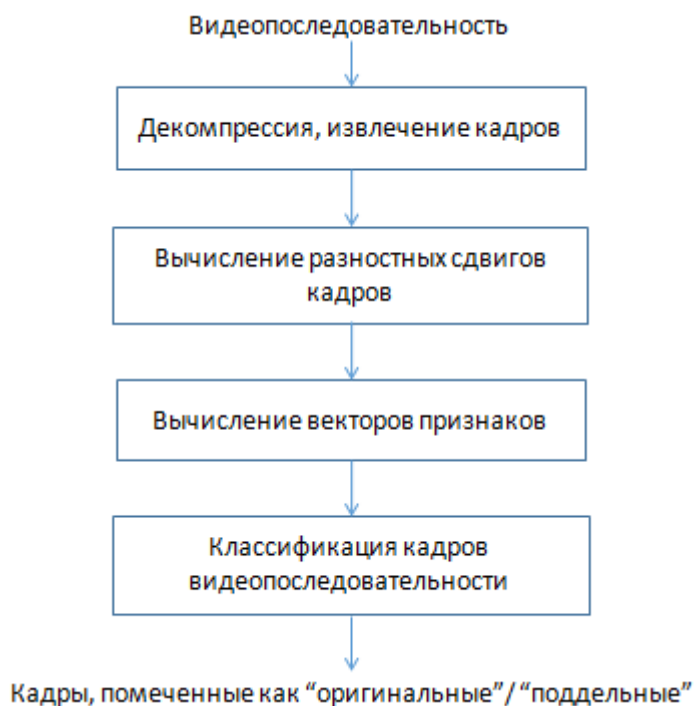 Видеопоследовательность
Декомпрессия, извлечение кадров
Вычисление разностных сдвигов
кадров
Вычисление векторов признаков
Классификация кадров
видеопоследовательности
Кадры, помеченные как “оригинальные”/ “поддельные”